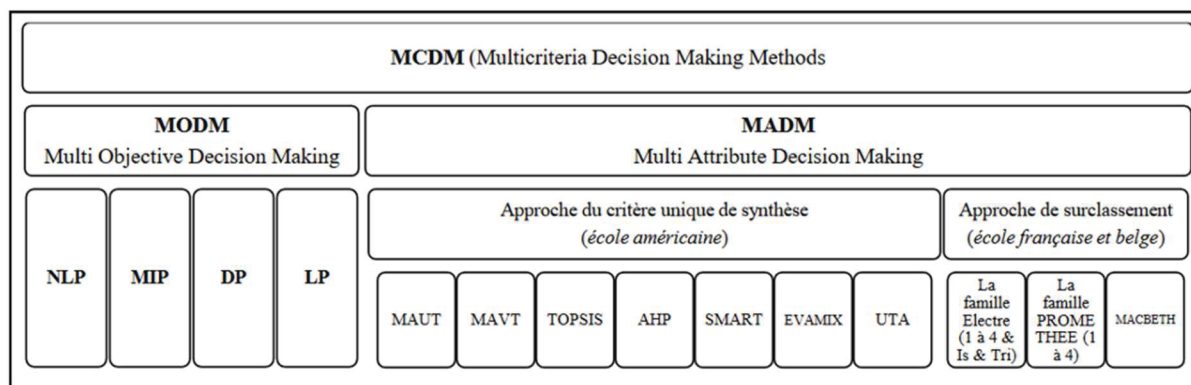 MCDM (Multicriteria Decision Making Methods
MODM
Multi Objective Decision Making
MADM
Multi Attribute Decision Making
NLP
MIP
DP
LP
Approche du critère unique de synthèse
(école américaine)
Approche de surclassement
(école française et belge)
MAUT
MAVT
TOPSIS
AHP
SMART
EVAMIX
UTA
La
famille
Electre
(1 à 4 &
Is & Tri)
La
famille
PROME
THEE (1
à 4)
MACBETH